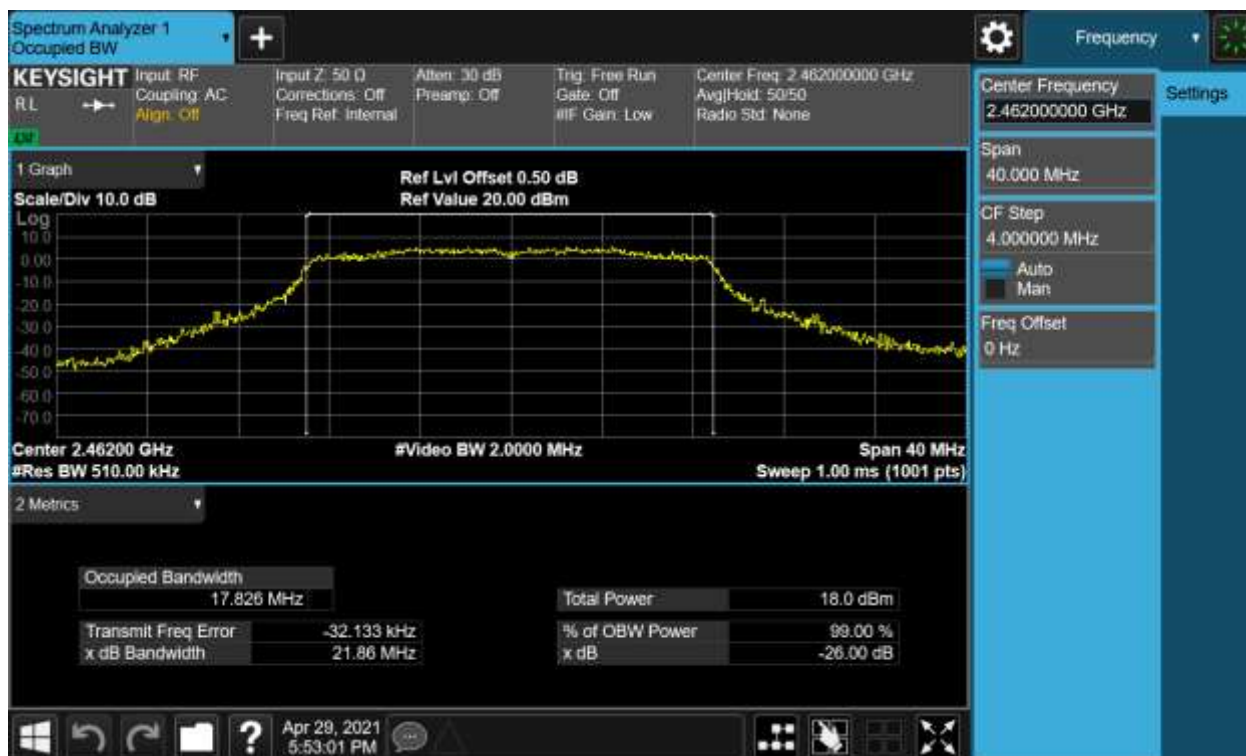 Spectrum Analyzer 1
Occupied BW
Frequency
KEYSIGHT
RL
Input: RF
Coupling: AC
Align: Off
Input Z: 50 Ω
Corrections: Off
Freq Ref: Internal
Atten: 30 dB
Preamp: Off
Trig: Free Run
Gate: Off
#IF Gain: Low
Center Freq: 2.462000000 GHz
Avg|Hold: 50/50
Radio Std: None
Center Frequency
2.462000000 GHz
Settings
Span
40.000 MHz
CF Step
4.000000 MHz
Auto
Man
Freq Offset
0 Hz
1 Graph
Scale/Div 10.0 dB
Ref Lvl Offset 0.50 dB
Ref Value 20.00 dBm
Log
10.0
0.00
-10.0
-20.0
-30.0
-40.0
-50.0
-60.0
-70.0
Center 2.46200 GHz
#Video BW 2.0000 MHz
Span 40 MHz
#Res BW 510.00 kHz
Sweep 1.00 ms (1001 pts)
2 Metrics
Occupied Bandwidth
17.826 MHz
Total Power 18.0 dBm
Transmit Freq Error -32.133 kHz
% of OBW Power 99.00 %
x dB Bandwidth 21.86 MHz
x dB -26.00 dB
?
Apr 29, 2021
5:53:01 PM